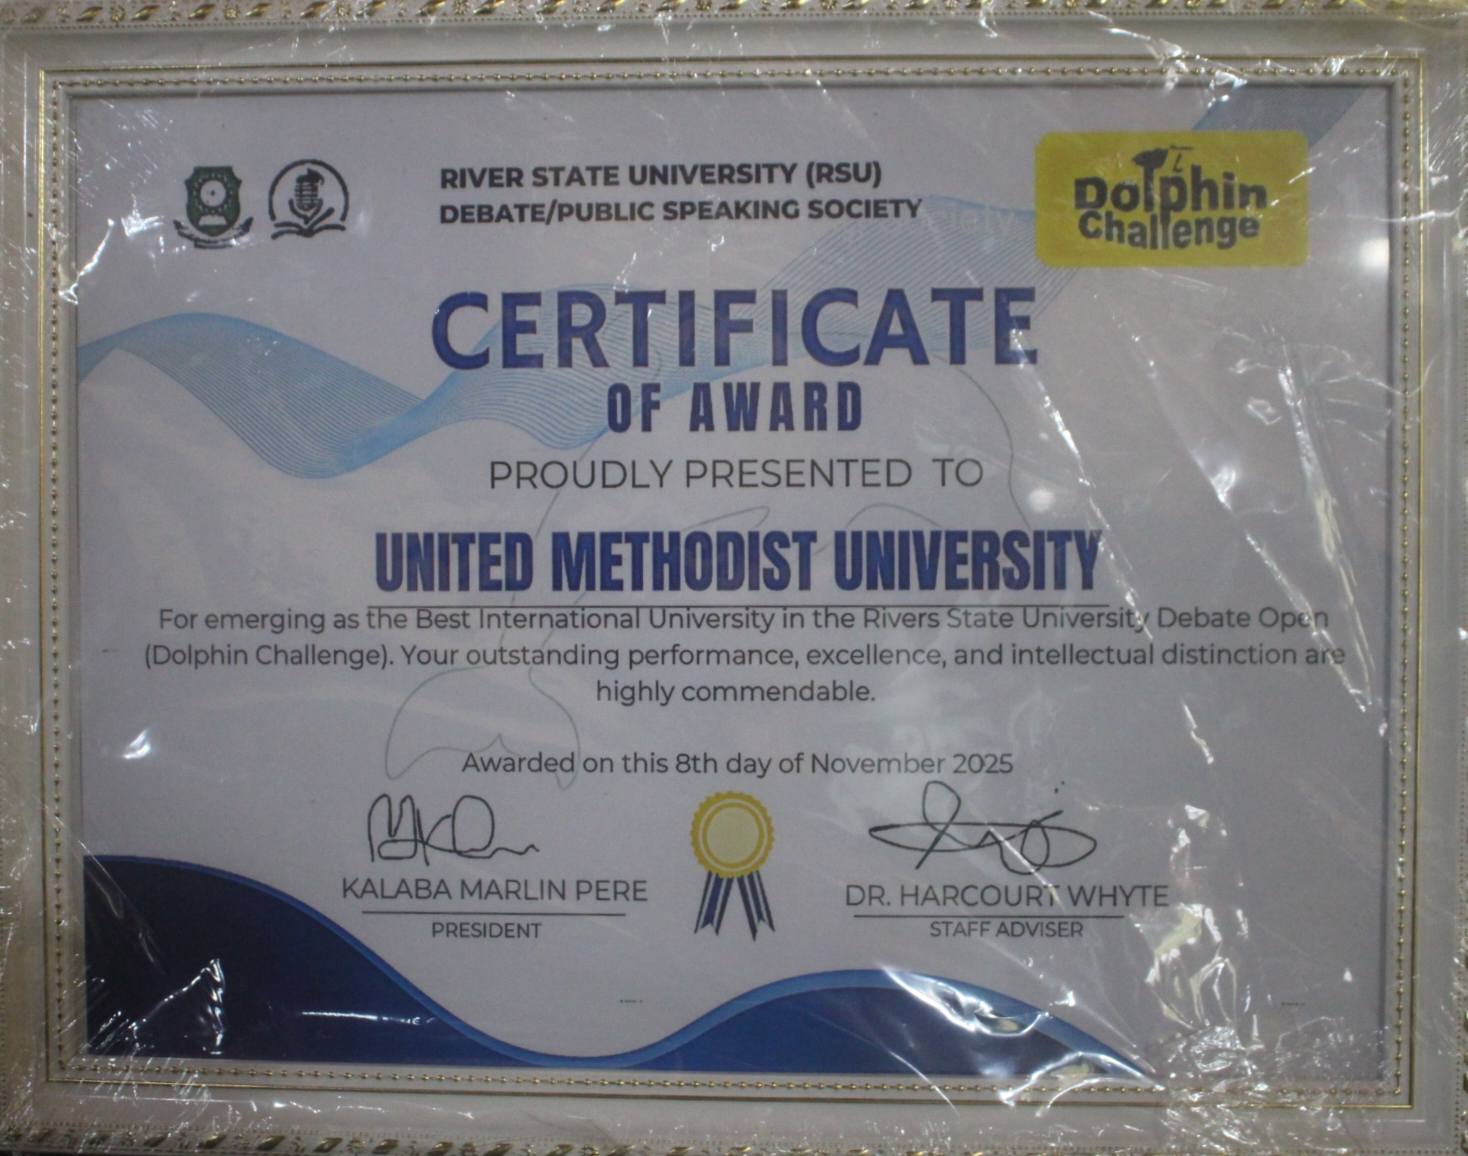 RIVER STATE UNIVERSITY (RSU)
DEBATE/PUBLIC SPEAKING SOCIETY
Dolphin
Challenge
CERTIFICATE
OF AWARD
PROUDLY PRESENTED TO
UNITED METHODIST UNIVERSITY
For emerging as the Best International University in the Rivers State University Debate Open
(Dolphin Challenge). Your outstanding performance, excellence, and intellectual distinction are
highly commendable.
Awarded on this 8th day of November 2025
KALABA MARLIN PERE
PRESIDENT
DR. HARCOURT WHYTE
STAFF ADVISER